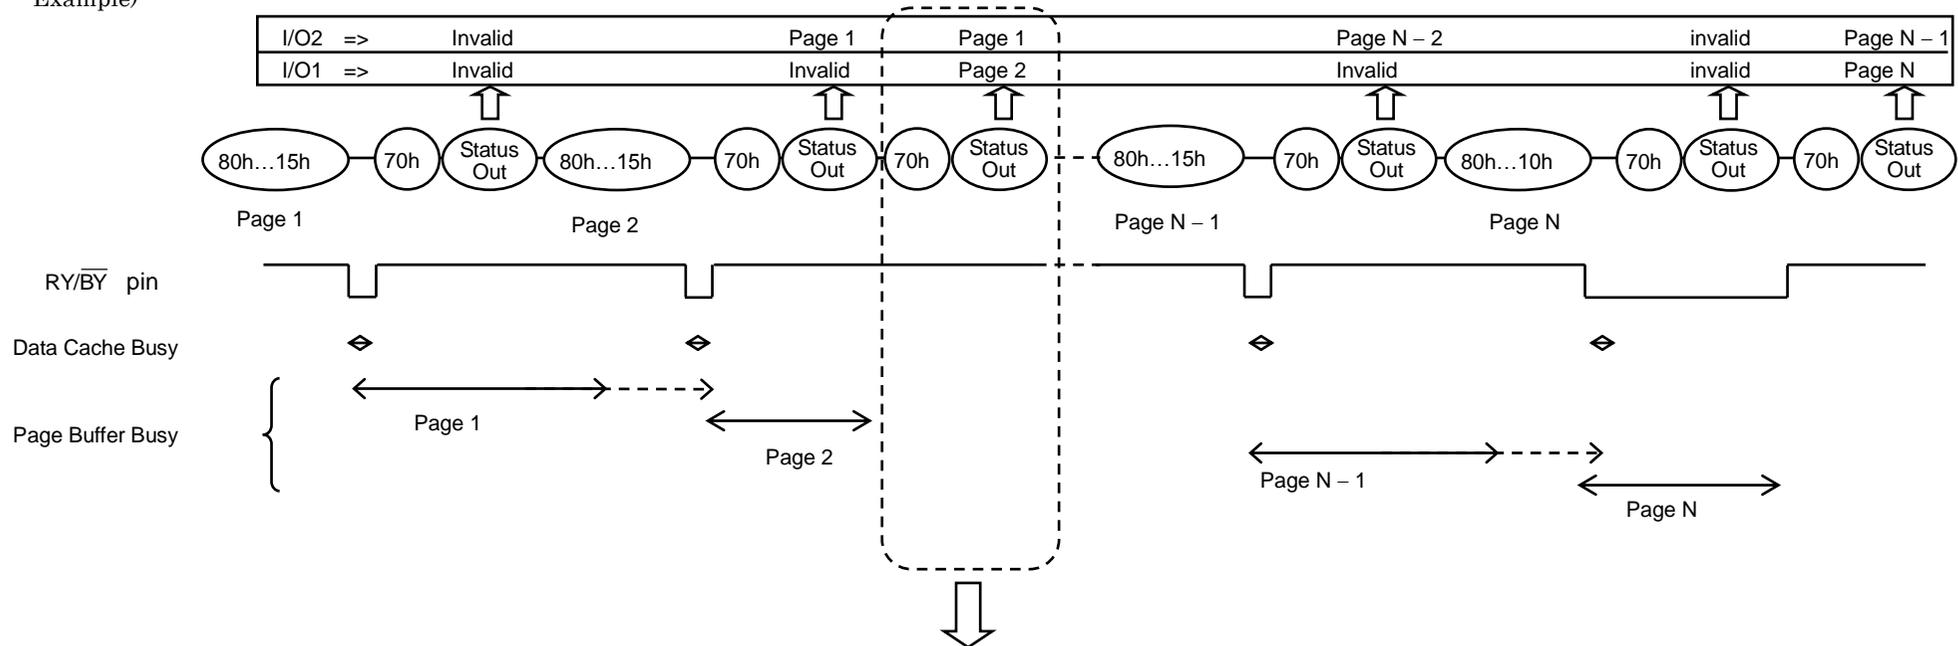 Example)
I/O2 => Invalid Page 1 Page 1 Page N – 2 invalid Page N – 1
I/O1 => Invalid Invalid Page 2 Invalid invalid Page N
80h…15h 70h Status Out 80h…15h 70h Status Out 70h Status Out 80h…15h 70h Status Out 80h…10h 70h Status Out 70h Status Out
Page 1 Page 2 Page N – 1 Page N
RY/B̅Y̅ pin
Data Cache Busy
Page 1
Page Buffer Busy
Page 2
Page N – 1
Page N